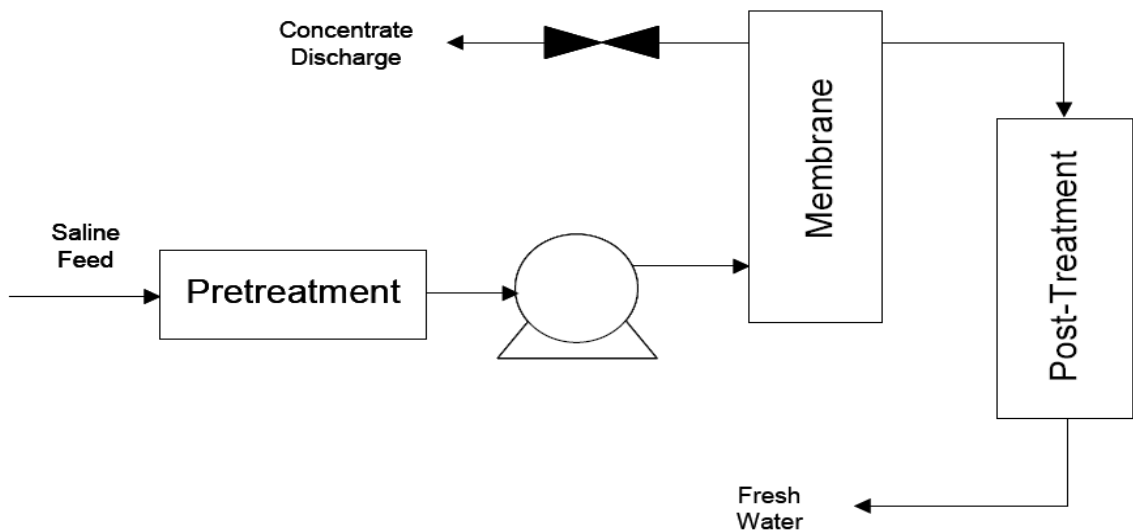 Concentrate
Discharge
Membrane
Post-Treatment
Saline
Feed
Pretreatment
Fresh
Water